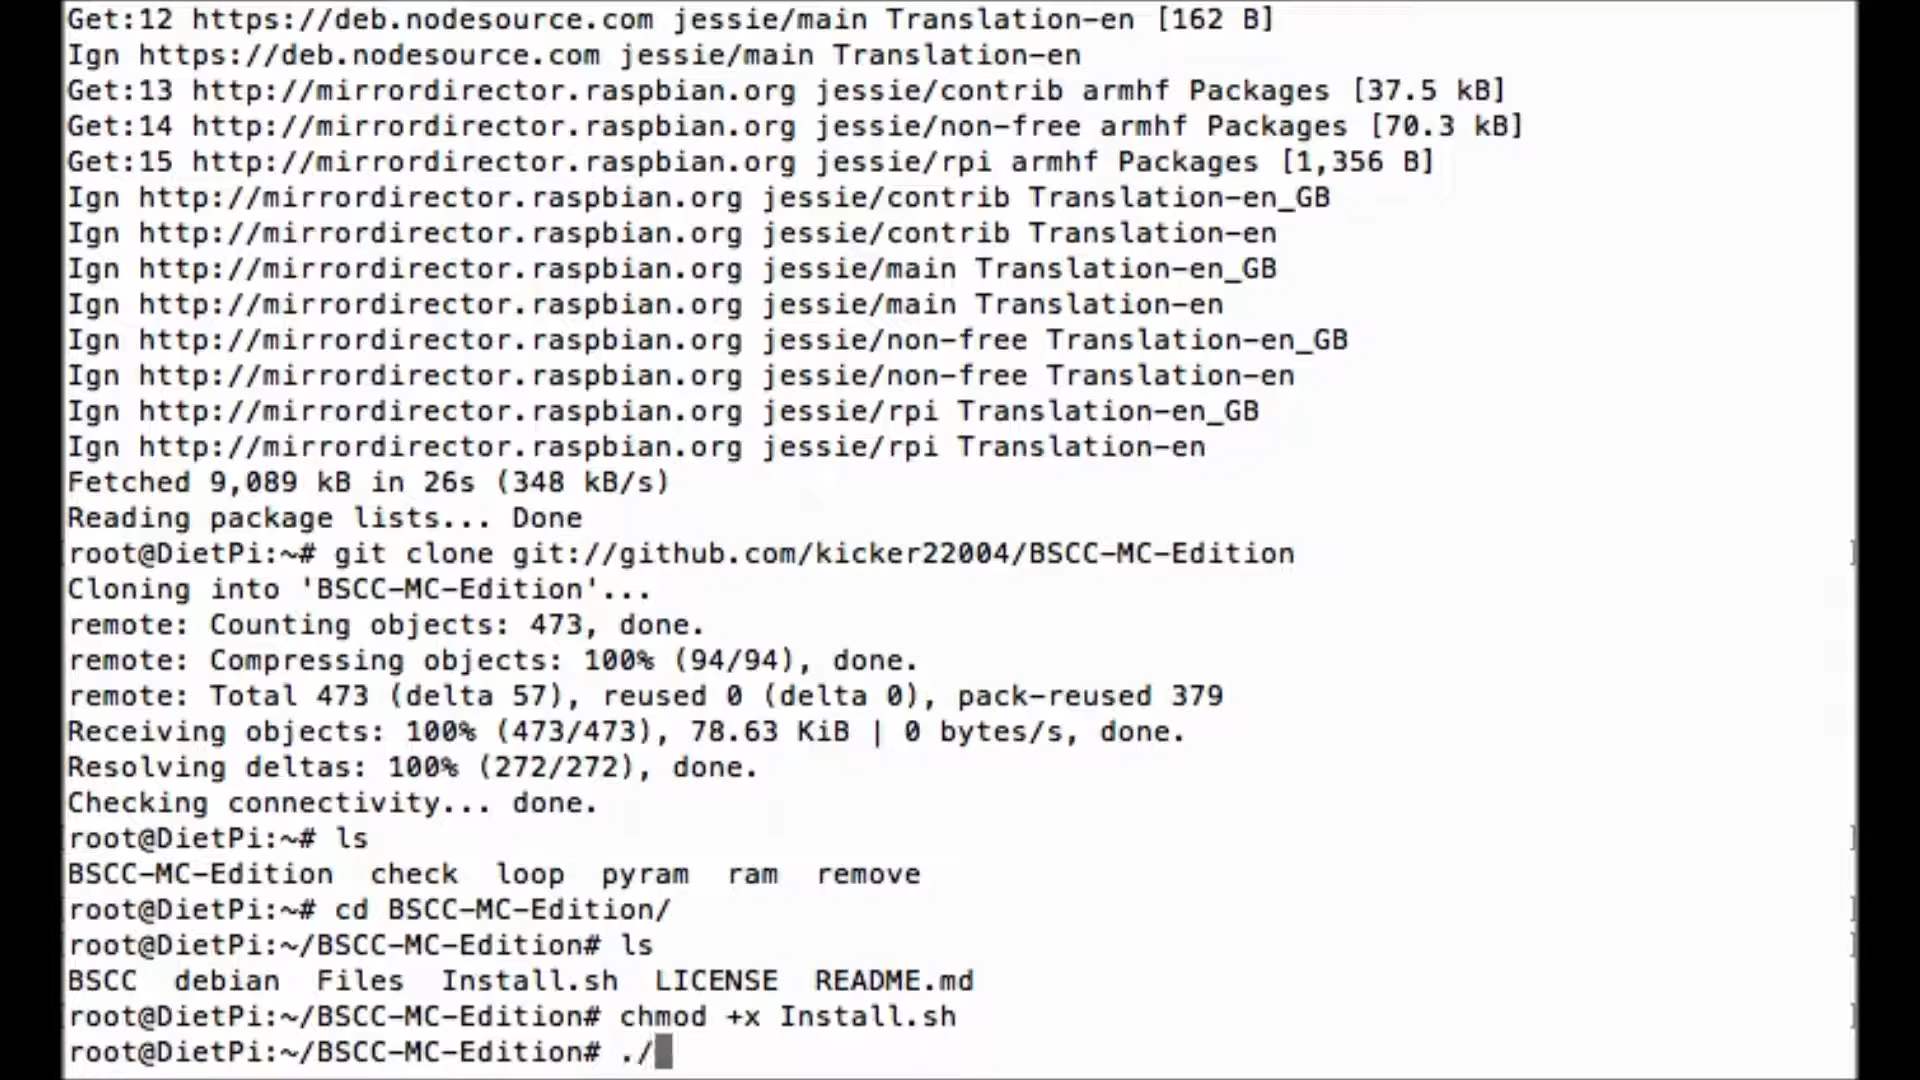 Get:12 https://deb.nodesource.com jessie/main Translation-en [162 B]
Ign https://deb.nodesource.com jessie/main Translation-en
Get:13 http://mirrordirector.raspbian.org jessie/contrib armhf Packages [37.5 kB]
Get:14 http://mirrordirector.raspbian.org jessie/non-free armhf Packages [70.3 kB]
Get:15 http://mirrordirector.raspbian.org jessie/rpi armhf Packages [1,356 B]
Ign http://mirrordirector.raspbian.org jessie/contrib Translation-en_GB
Ign http://mirrordirector.raspbian.org jessie/contrib Translation-en
Ign http://mirrordirector.raspbian.org jessie/main Translation-en_GB
Ign http://mirrordirector.raspbian.org jessie/main Translation-en
Ign http://mirrordirector.raspbian.org jessie/non-free Translation-en_GB
Ign http://mirrordirector.raspbian.org jessie/non-free Translation-en
Ign http://mirrordirector.raspbian.org jessie/rpi Translation-en_GB
Ign http://mirrordirector.raspbian.org jessie/rpi Translation-en
Fetched 9,089 kB in 26s (348 kB/s)
Reading package lists... Done
root@DietPi:~# git clone git://github.com/kicker22004/BSCC-MC-Edition
Cloning into 'BSCC-MC-Edition'...
remote: Counting objects: 473, done.
remote: Compressing objects: 100% (94/94), done.
remote: Total 473 (delta 57), reused 0 (delta 0), pack-reused 379
Receiving objects: 100% (473/473), 78.63 KiB | 0 bytes/s, done.
Resolving deltas: 100% (272/272), done.
Checking connectivity... done.
root@DietPi:~# ls
BSCC-MC-Edition  check  loop  pyram  ram  remove
root@DietPi:~# cd BSCC-MC-Edition/
root@DietPi:~/BSCC-MC-Edition# ls
BSCC  debian  Files  Install.sh  LICENSE  README.md
root@DietPi:~/BSCC-MC-Edition# chmod +x Install.sh
root@DietPi:~/BSCC-MC-Edition# ./